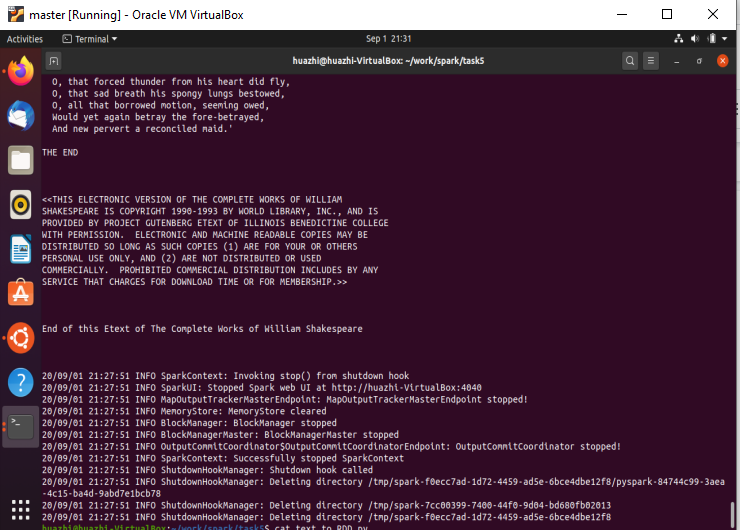 master [Running] - Oracle VM VirtualBox
Activities
Terminal
Sep 1 21:31
huazhi@huazhi-VirtualBox: ~/work/spark/task5
O, that forced thunder from his heart did fly,
O, that sad breath his spongy lungs bestowed,
O, all that borrowed motion, seeming owed,
Would yet again betray the fore-betrayed,
And new pervert a reconciled maid.'
THE END
<<THIS ELECTRONIC VERSION OF THE COMPLETE WORKS OF WILLIAM
SHAKESPEARE IS COPYRIGHT 1990-1993 BY WORLD LIBRARY, INC., AND IS
PROVIDED BY PROJECT GUTENBERG ETEXT OF ILLINOIS BENEDICTINE COLLEGE
WITH PERMISSION.  ELECTRONIC AND MACHINE READABLE COPIES MAY BE
DISTRIBUTED SO LONG AS SUCH COPIES (1) ARE FOR YOUR OR OTHERS
PERSONAL USE ONLY, AND (2) ARE NOT DISTRIBUTED OR USED
COMMERCIALLY.  PROHIBITED COMMERCIAL DISTRIBUTION INCLUDES BY ANY
SERVICE THAT CHARGES FOR DOWNLOAD TIME OR FOR MEMBERSHIP.>>
End of this Etext of The Complete Works of William Shakespeare
20/09/01 21:27:51 INFO SparkContext: Invoking stop() from shutdown hook
20/09/01 21:27:51 INFO SparkUI: Stopped Spark web UI at http://huazhi-VirtualBox:4040
20/09/01 21:27:51 INFO MapOutputTrackerMasterEndpoint: MapOutputTrackerMasterEndpoint stopped!
20/09/01 21:27:51 INFO MemoryStore: MemoryStore cleared
20/09/01 21:27:51 INFO BlockManager: BlockManager stopped
20/09/01 21:27:51 INFO BlockManagerMaster: BlockManagerMaster stopped
20/09/01 21:27:51 INFO OutputCommitCoordinator$OutputCommitCoordinatorEndpoint: OutputCommitCoordinator stopped!
20/09/01 21:27:51 INFO SparkContext: Successfully stopped SparkContext
20/09/01 21:27:51 INFO ShutdownHookManager: Shutdown hook called
20/09/01 21:27:51 INFO ShutdownHookManager: Deleting directory /tmp/spark-f0ecc7ad-1d72-4459-ad5e-6bce4dbe12f8/pyspark-84744c99-3aea
-4c15-ba4d-9abd7e1bcb78
20/09/01 21:27:51 INFO ShutdownHookManager: Deleting directory /tmp/spark-7cc00399-7400-44f0-9d04-bd680fb02013
20/09/01 21:27:51 INFO ShutdownHookManager: Deleting directory /tmp/spark-f0ecc7ad-1d72-4459-ad5e-6bce4dbe12f8
huazhi@huazhi-VirtualBox:~/work/spark/task5$ cat text_to_RDD.py